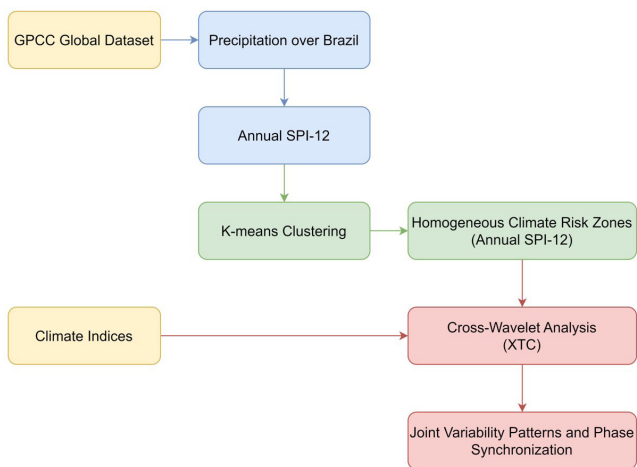 GPCC Global Dataset
Precipitation over Brazil
Annual SPI-12
K-means Clustering
Homogeneous Climate Risk Zones
(Annual SPI-12)
Climate Indices
Cross-Wavelet Analysis
(XTC)
Joint Variability Patterns and Phase
Synchronization